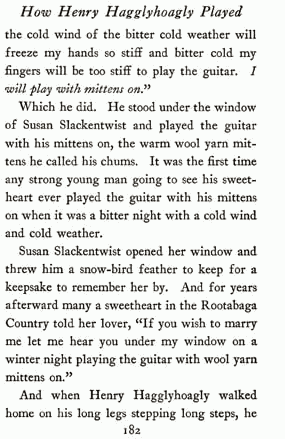 How Henry Hagglyhoagly Played
the cold wind of the bitter cold weather will
freeze my hands so stiff and bitter cold my
fingers will be too stiff to play the guitar. I
will play with mittens on.”
Which he did. He stood under the window
of Susan Slackentwist and played the guitar
with his mittens on, the warm wool yarn mit-
tens he called his chums. It was the first time
any strong young man going to see his sweet-
heart ever played the guitar with his mittens
on when it was a bitter night with a cold wind
and cold weather.
Susan Slackentwist opened her window and
threw him a snow-bird feather to keep for a
keepsake to remember her by. And for years
afterward many a sweetheart in the Rootabaga
Country told her lover, “If you wish to marry
me let me hear you under my window on a
winter night playing the guitar with wool yarn
mittens on.”
And when Henry Hagglyhoagly walked
home on his long legs stepping long steps, he
182